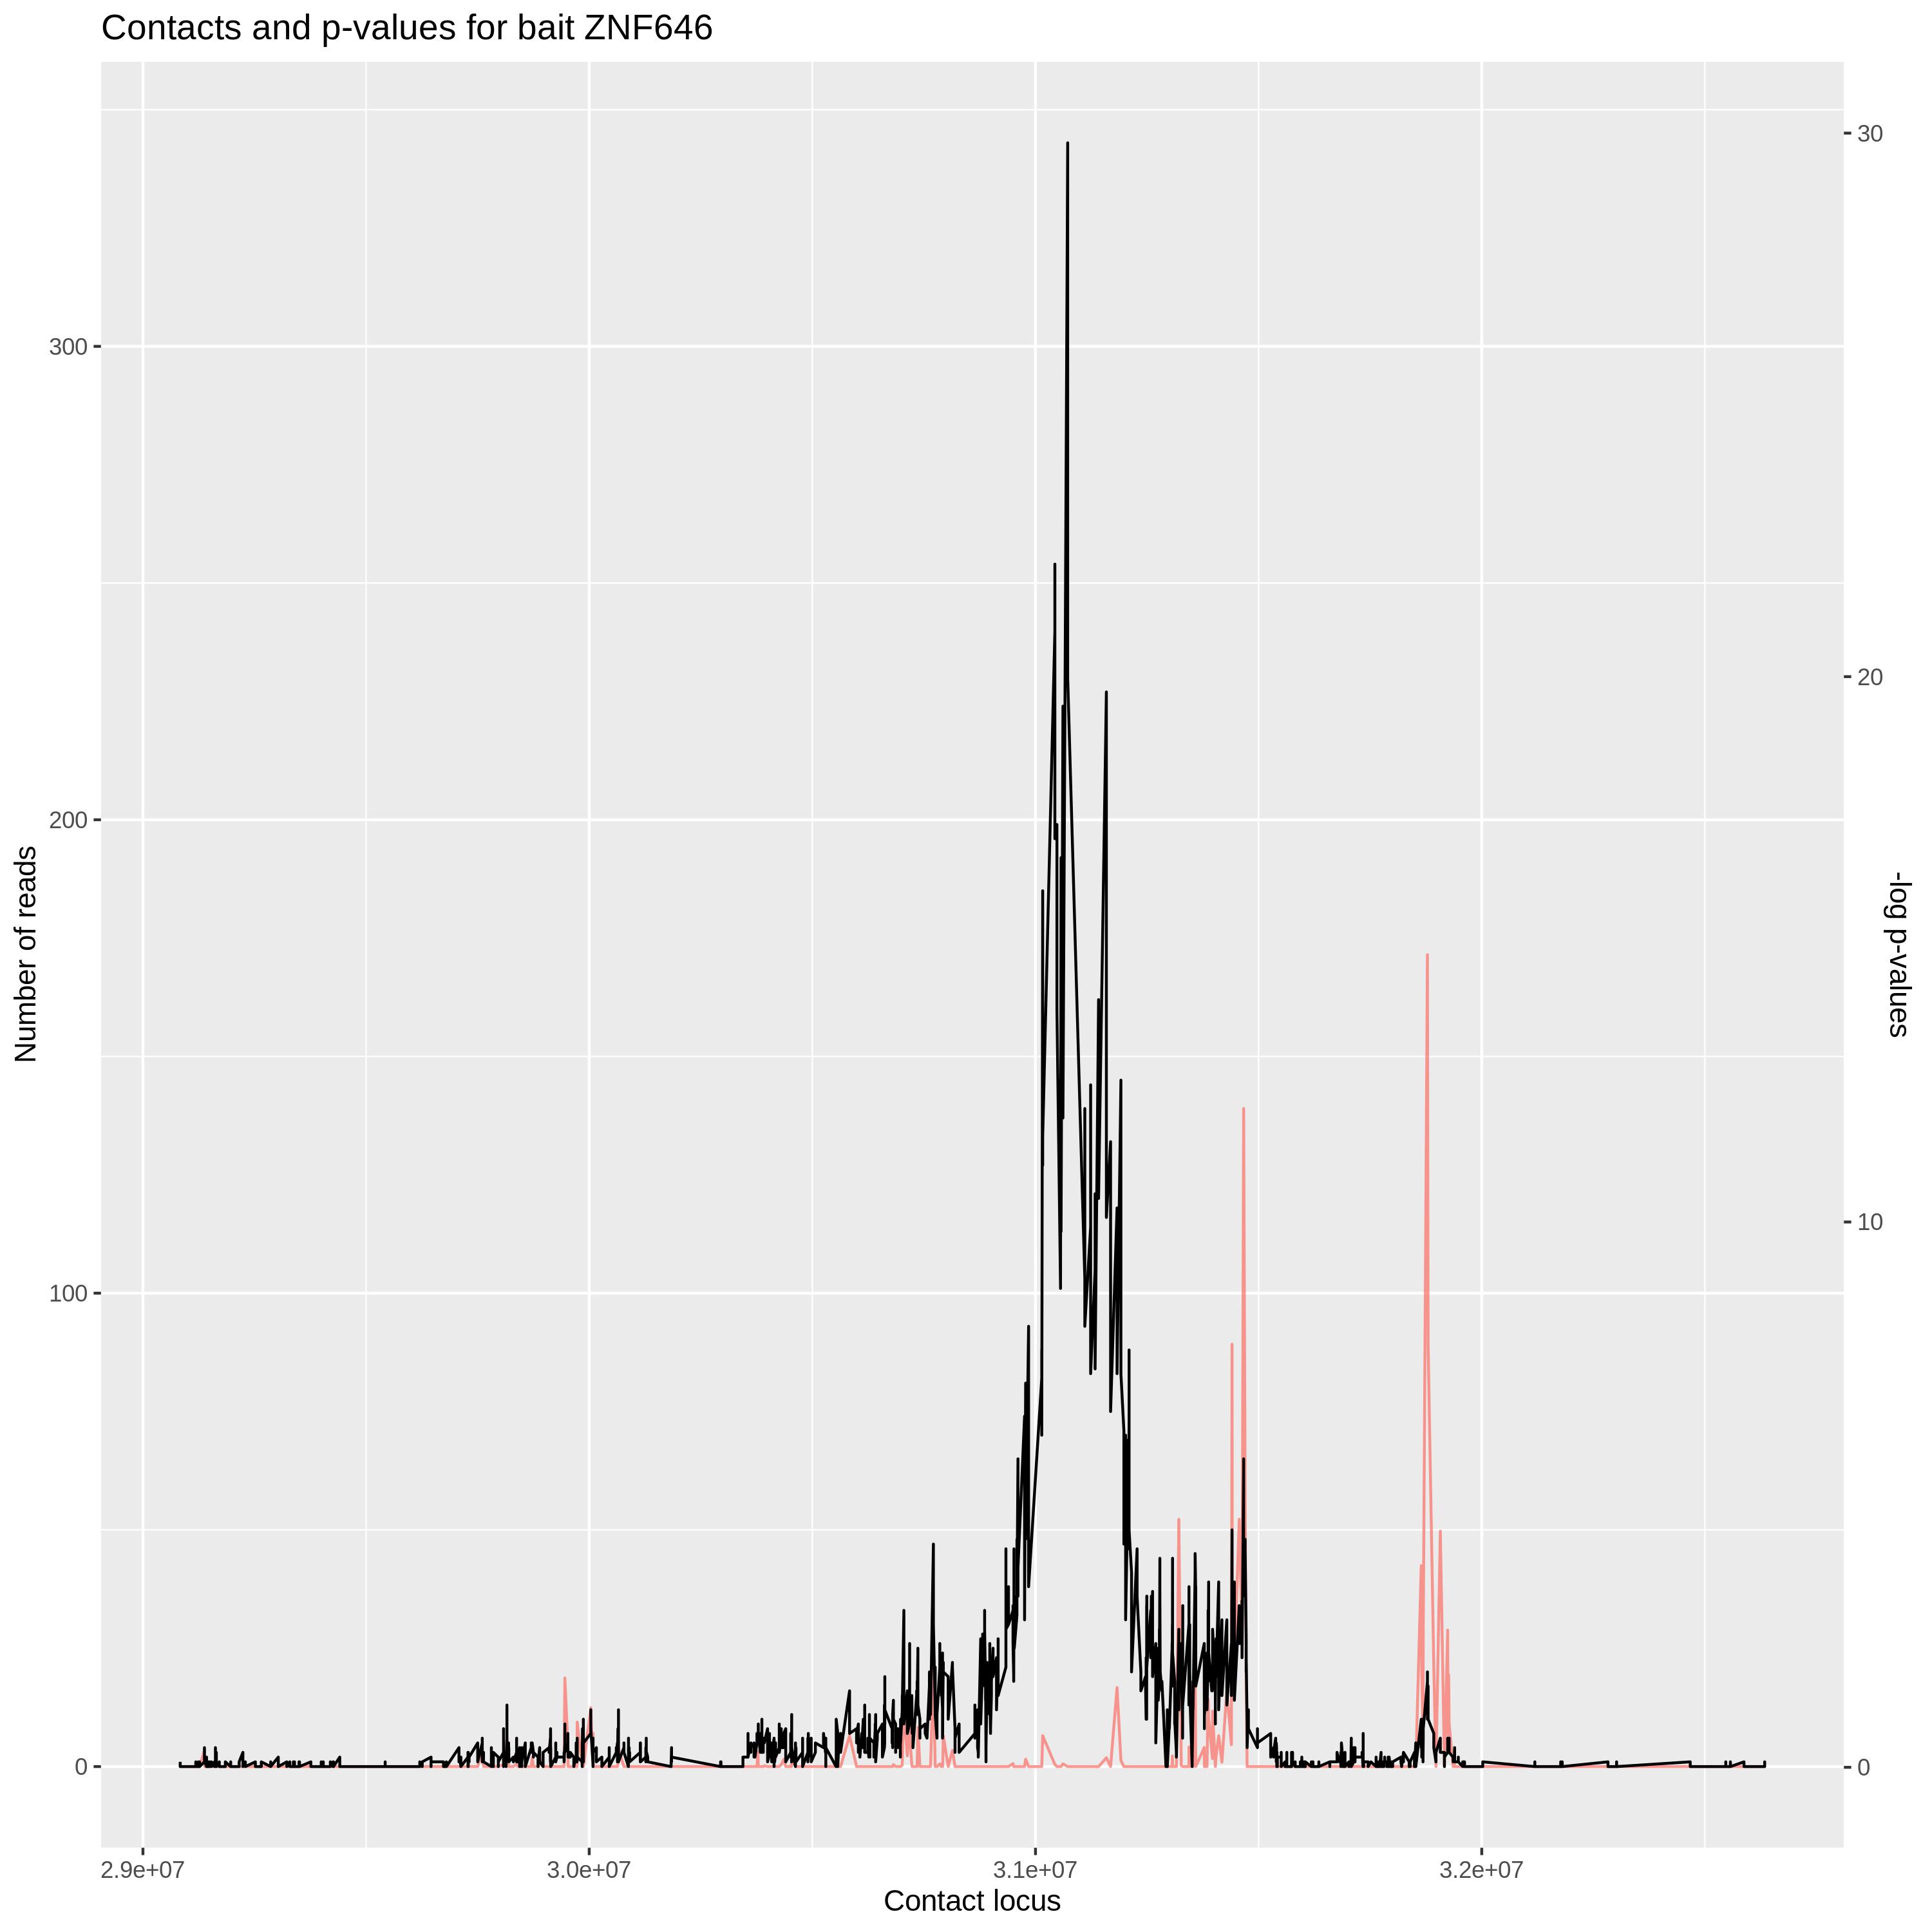 Contacts and p-values for bait ZNF646
Number of reads
300
200
100
0
30
20
10
0
-log p-values
2.9e+07 3.0e+07 3.1e+07 3.2e+07
Contact locus